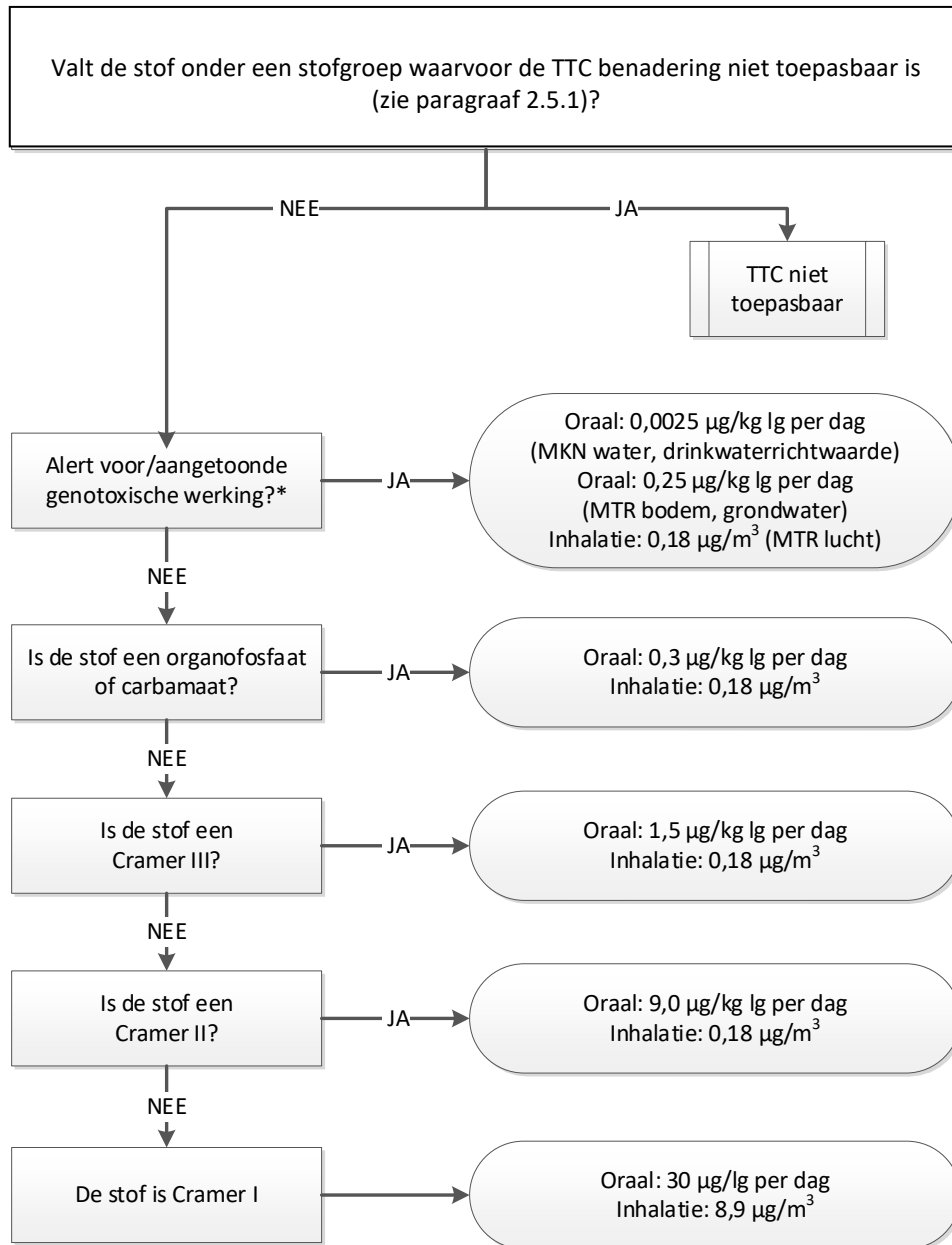 Valt de stof onder een stofgroep waarvoor de TTC benadering niet toepasbaar is
(zie paragraaf 2.5.1)?
NEE
JA
TTC niet
toepasbaar
Alert voor/aangetoonde
genotoxische werking?*
JA
Oraal: 0,0025 µg/kg lg per dag
(MKN water, drinkwaterrichtwaarde)
Oraal: 0,25 µg/kg lg per dag
(MTR bodem, grondwater)
Inhalatie: 0,18 µg/m³ (MTR lucht)
NEE
Is de stof een organofosfaat
of carbamaat?
JA
Oraal: 0,3 µg/kg lg per dag
Inhalatie: 0,18 µg/m³
NEE
Is de stof een
Cramer III?
JA
Oraal: 1,5 µg/kg lg per dag
Inhalatie: 0,18 µg/m³
NEE
Is de stof een
Cramer II?
JA
Oraal: 9,0 µg/kg lg per dag
Inhalatie: 0,18 µg/m³
NEE
De stof is Cramer I
Oraal: 30 µg/lg per dag
Inhalatie: 8,9 µg/m³